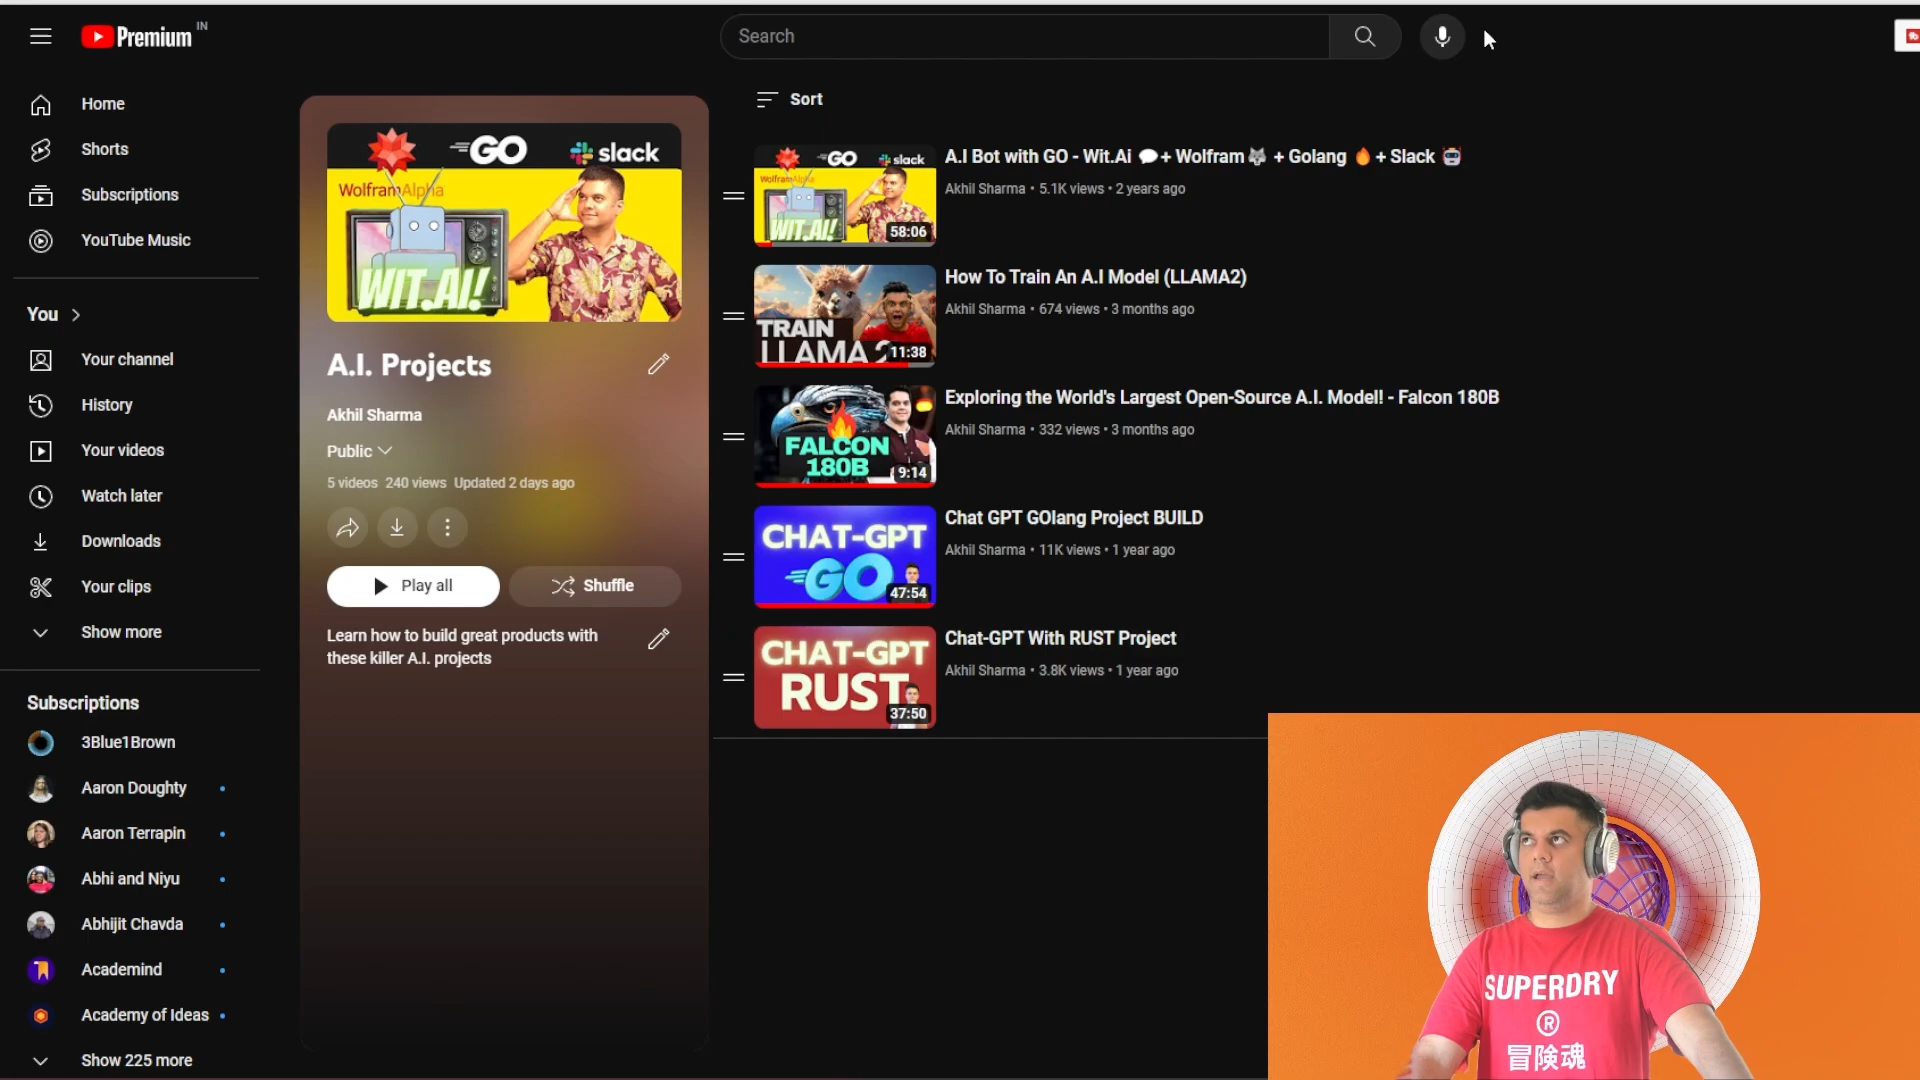 Premium IN
Search
Home
Shorts
Subscriptions
YouTube Music
You
Your channel
History
Your videos
Watch later
Downloads
Your clips
Show more
Subscriptions
3Blue1Brown
Aaron Doughty
Aaron Terrapin
Abhi and Niyu
Abhijit Chavda
Academind
Academy of Ideas
Show 225 more
GO slack
WolframAlpha
WIT.AI!
A.I. Projects
Akhil Sharma
Public
5 videos 240 views Updated 2 days ago
Play all
Shuffle
Learn how to build great products with
these killer A.I. projects
Sort
GO slack
WolframAlpha
WIT.AI!
58:06
A.I Bot with GO - Wit.Ai 💬+ Wolfram🐺 + Golang 🔥+ Slack 🤖
Akhil Sharma • 5.1K views • 2 years ago
TRAIN
LLAMA 2
11:38
How To Train An A.I Model (LLAMA2)
Akhil Sharma • 674 views • 3 months ago
FALCON
180B
9:14
Exploring the World's Largest Open-Source A.I. Model! - Falcon 180B
Akhil Sharma • 332 views • 3 months ago
CHAT-GPT
GO
47:54
Chat GPT GOlang Project BUILD
Akhil Sharma • 11K views • 1 year ago
CHAT-GPT
RUST
37:50
Chat-GPT With RUST Project
Akhil Sharma • 3.8K views • 1 year ago
SUPERDRY
®
冒険魂